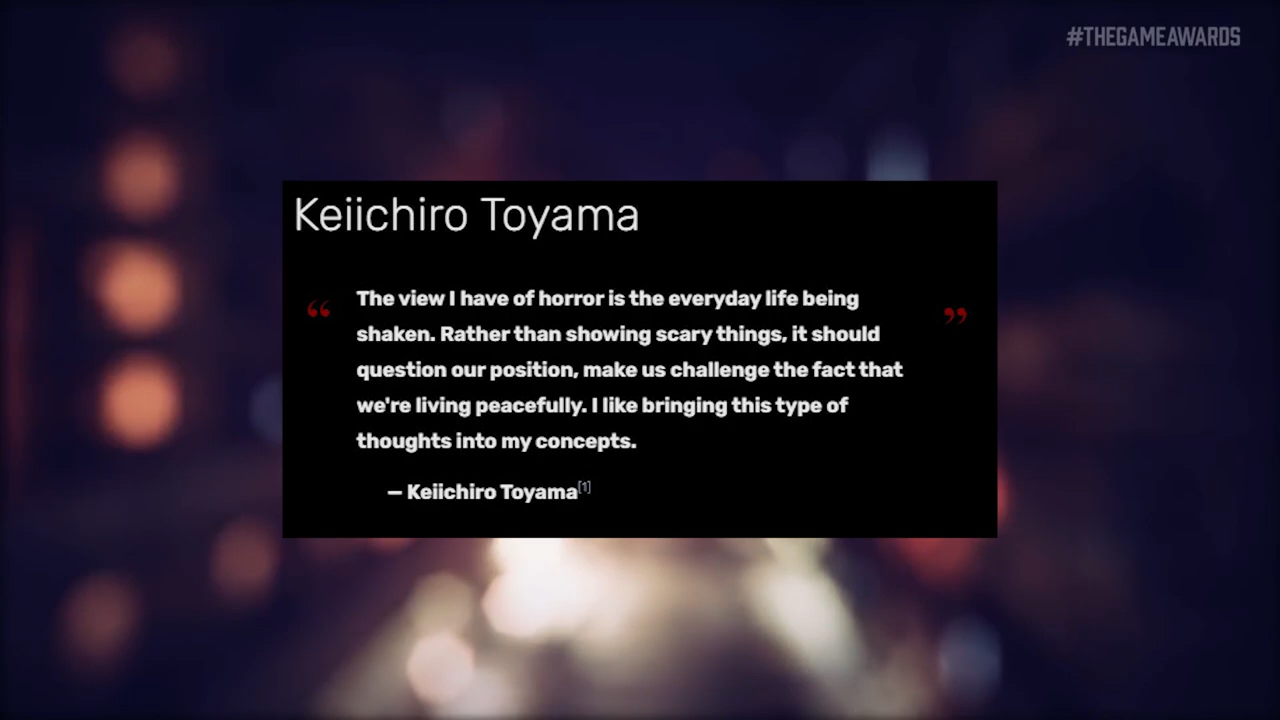 #THEGAMEAWARDS
Keiichiro Toyama
“ The view I have of horror is the everyday life being ”
shaken. Rather than showing scary things, it should
question our position, make us challenge the fact that
we're living peacefully. I like bringing this type of
thoughts into my concepts.
— Keiichiro Toyama[1]